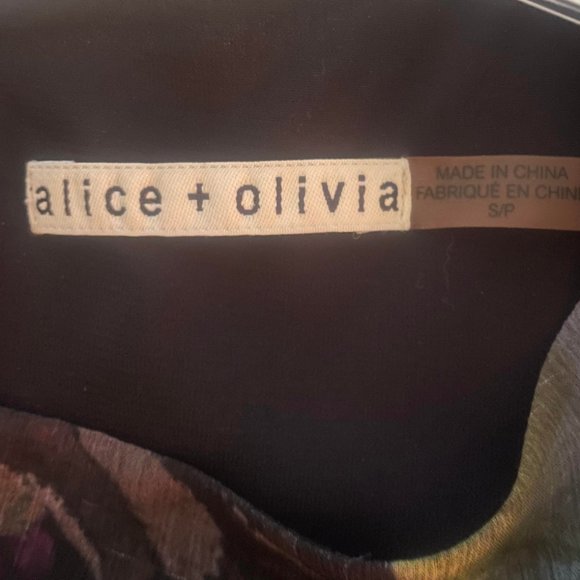 alice + olivia
MADE IN CHINA
FABRIQUÉ EN CHIN
S/P